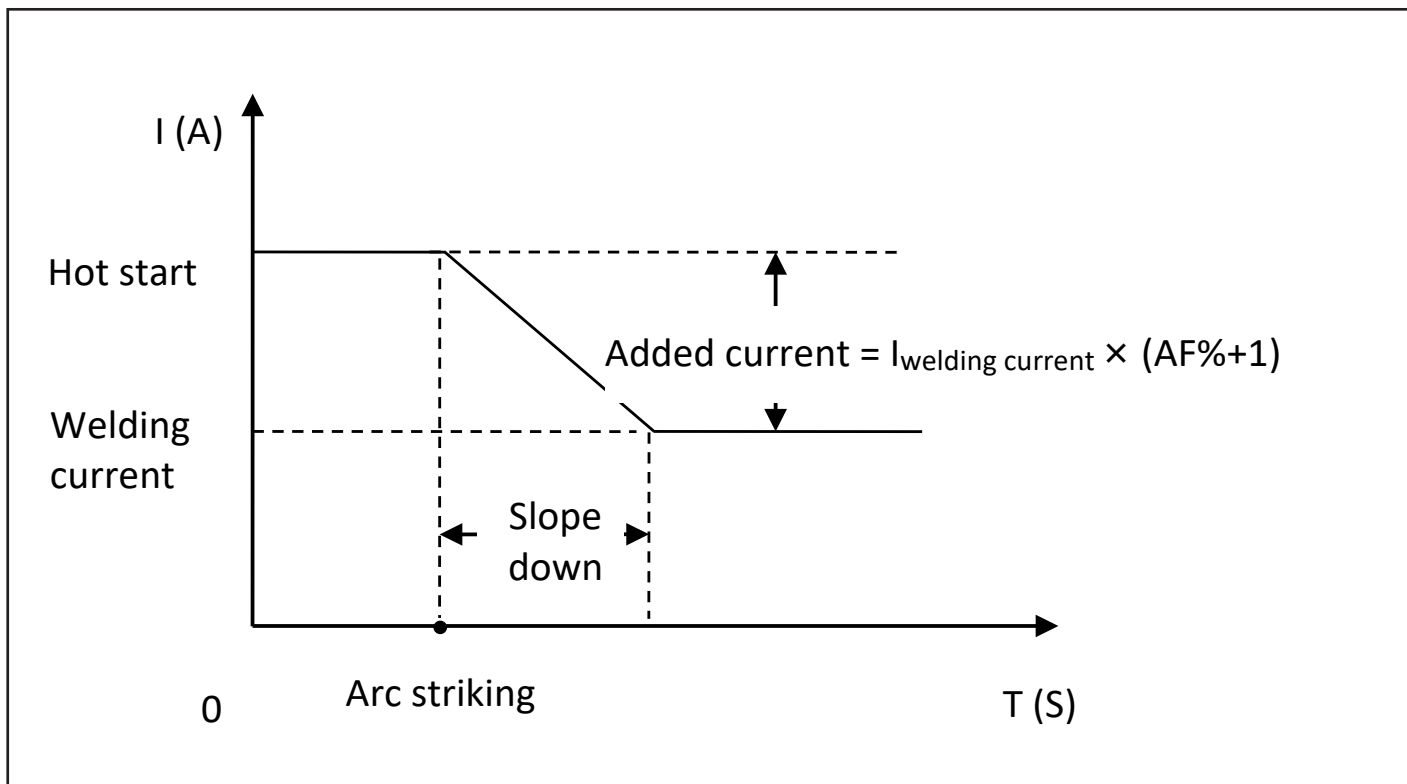 I (A)
Hot start
Added current = Iwelding current × (AF%+1)
Welding
current
Slope
down
0
Arc striking
T (S)